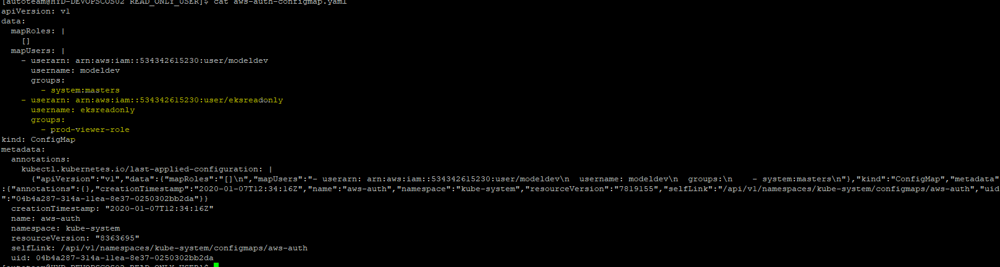 [autoteam@HYD-DEVOPSCOS02 READ_ONLY_USER]$ cat aws-auth-configmap.yaml
apiVersion: v1
data:
  mapRoles: |
    []
  mapUsers: |
    - userarn: arn:aws:iam::534342615230:user/modeldev
      username: modeldev
      groups:
        - system:masters
    - userarn: arn:aws:iam::534342615230:user/eksreadonly
      username: eksreadonly
      groups:
        - prod-viewer-role
kind: ConfigMap
metadata:
  annotations:
    kubectl.kubernetes.io/last-applied-configuration: |
      {"apiVersion":"v1","data":{"mapRoles":"[]\n","mapUsers":"- userarn: arn:aws:iam::534342615230:user/modeldev\n  username: modeldev\n  groups:\n    - system:masters\n"},"kind":"ConfigMap","metadata"
:{"annotations":{},"creationTimestamp":"2020-01-07T12:34:16Z","name":"aws-auth","namespace":"kube-system","resourceVersion":"7819155","selfLink":"/api/v1/namespaces/kube-system/configmaps/aws-auth","uid
":"04b4a287-314a-11ea-8e37-0250302bb2da"}}
  creationTimestamp: "2020-01-07T12:34:16Z"
  name: aws-auth
  namespace: kube-system
  resourceVersion: "8363695"
  selfLink: /api/v1/namespaces/kube-system/configmaps/aws-auth
  uid: 04b4a287-314a-11ea-8e37-0250302bb2da
[autoteam@HYD-DEVOPSCOS02 READ_ONLY_USER]$